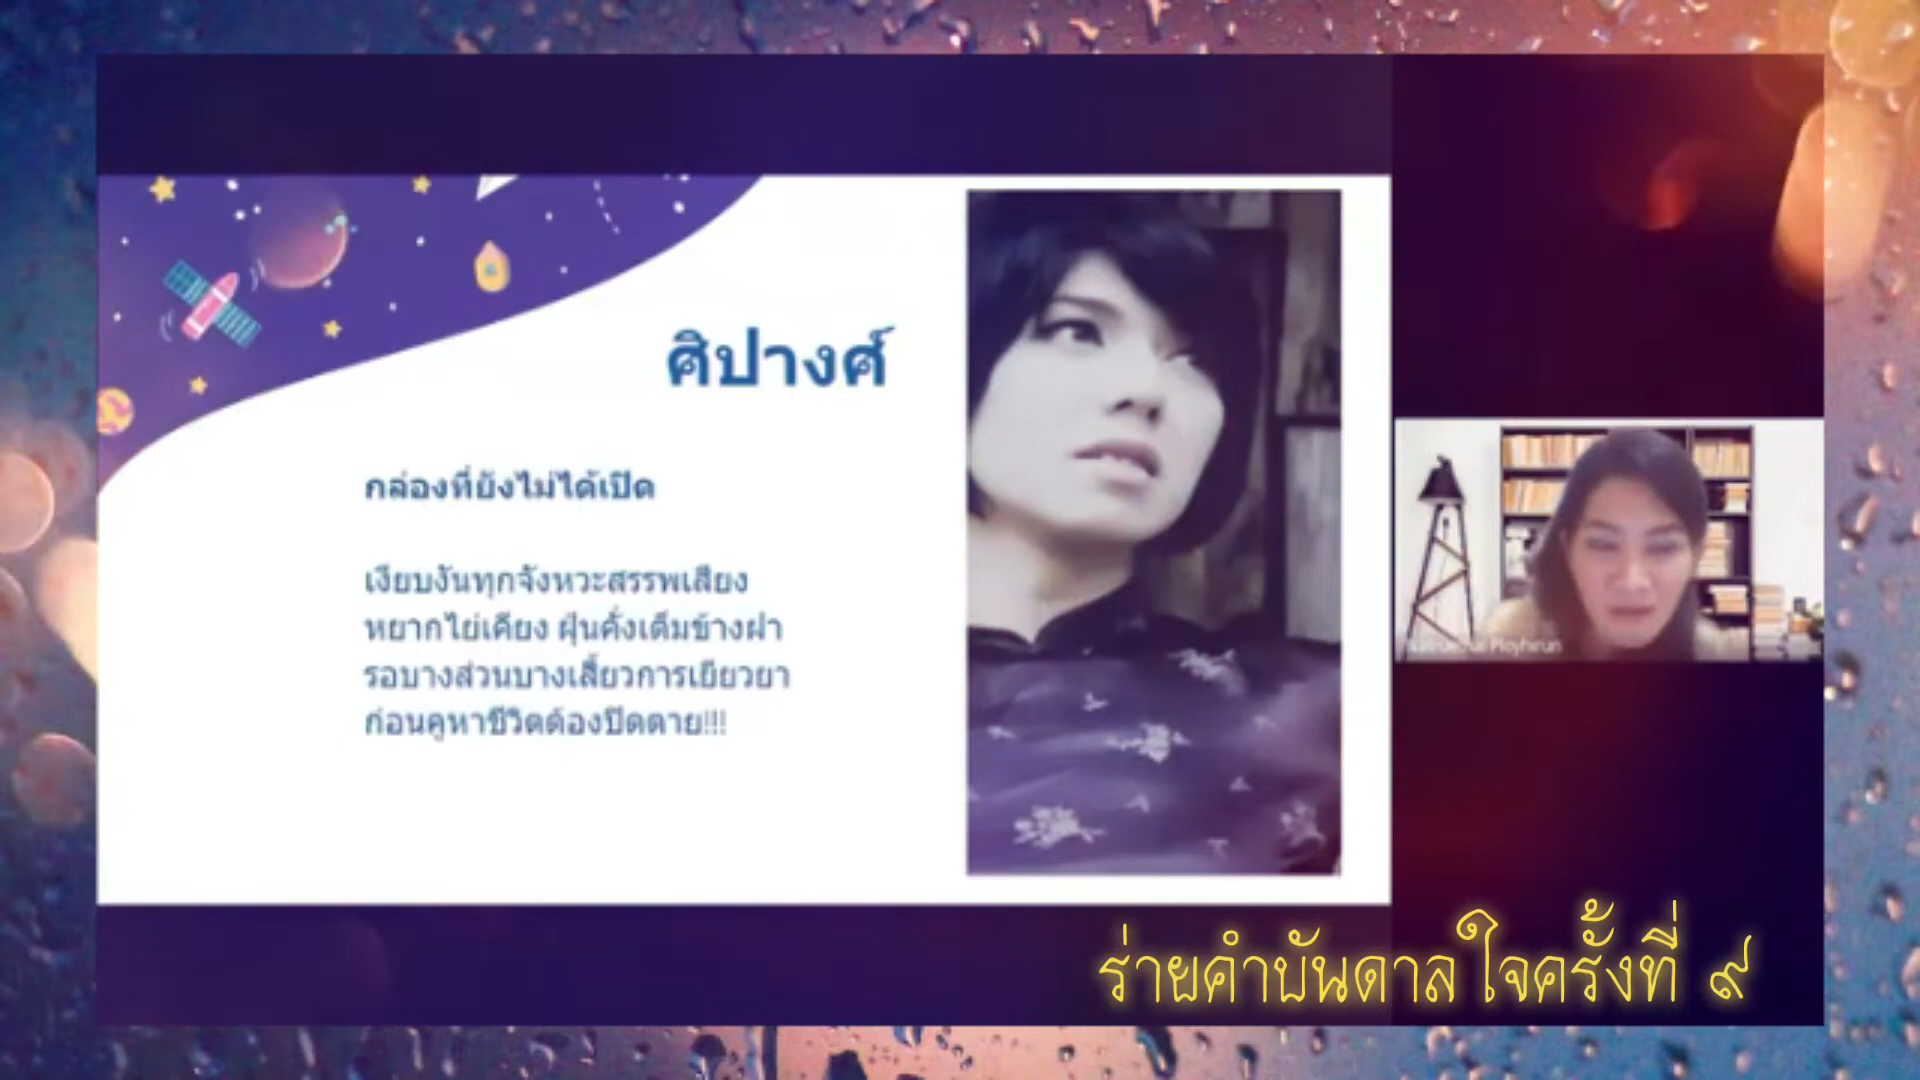 ศิปางศ์
กล่องที่ยังไม่ได้เปิด
เงียบงันทุกจังหวะสรรพเสียง
หยากไย่เคียง ฝุ่นคั่งเต็มข้างฝา
รอบางส่วนบางเสี้ยวการเยียวยา
ก่อนคูหาชีวิตต้องปิดตาย!!!
Ployhirun
ร่ายคำบันดาลใจครั้งที่ ๙